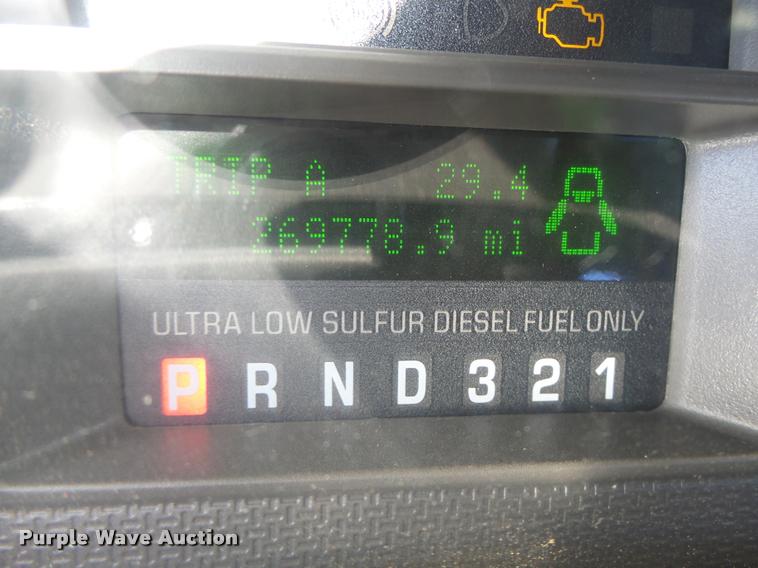 TRIP A 29.4
269778.9 mi
ULTRA LOW SULFUR DIESEL FUEL ONLY
P R N D 3 2 1
Purple Wave Auction